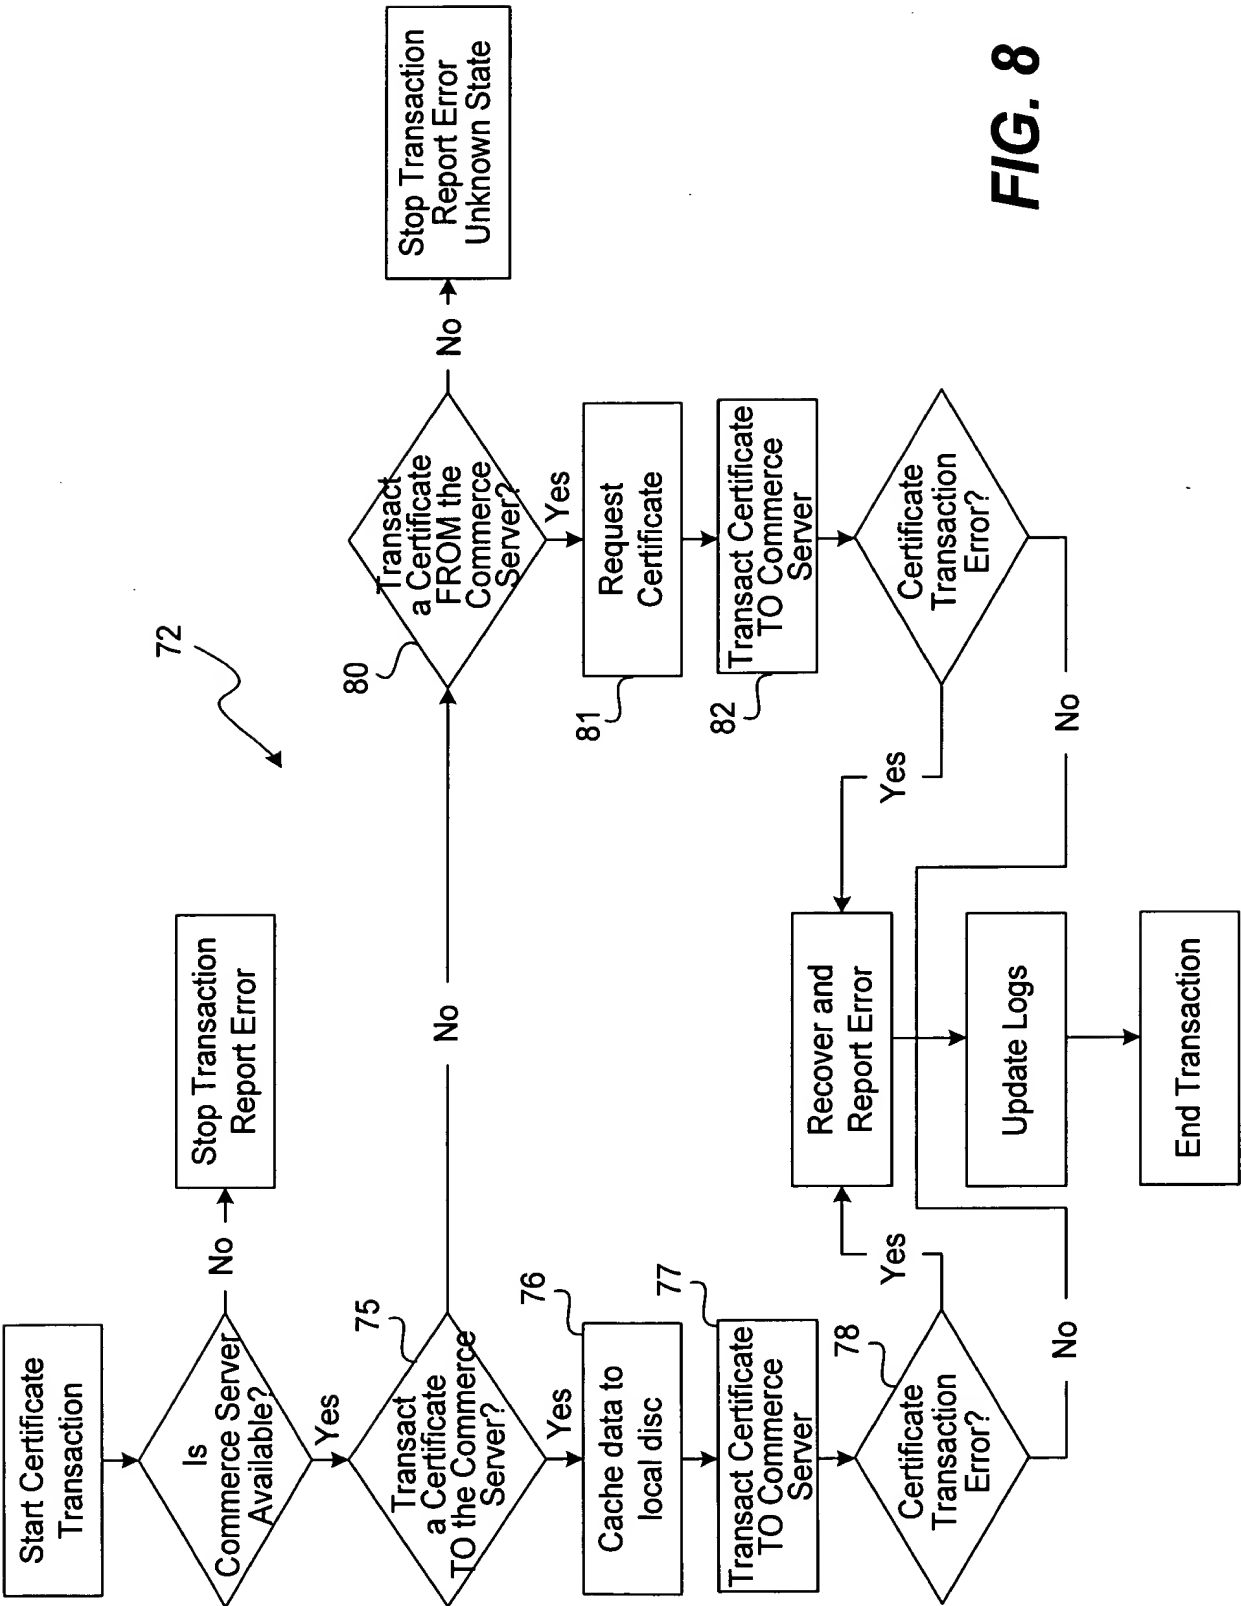 Start Certificate
Transaction
Is
Commerce Server
Available?
No
Stop Transaction
Report Error
Yes
72
75
Transact
a Certificate
TO the Commerce
Server?
No
80
Transact
a Certificate
FROM the
Commerce
Server?
No
Stop Transaction
Report Error
Unknown State
Yes
76
Cache data to
local disc
Yes
81
Request
Certificate
77
Transact Certificate
TO Commerce
Server
82
Transact Certificate
TO Commerce
Server
78
Certificate
Transaction
Error?
Yes
Recover and
Report Error
Yes
Certificate
Transaction
Error?
No
Update Logs
No
End Transaction
FIG. 8